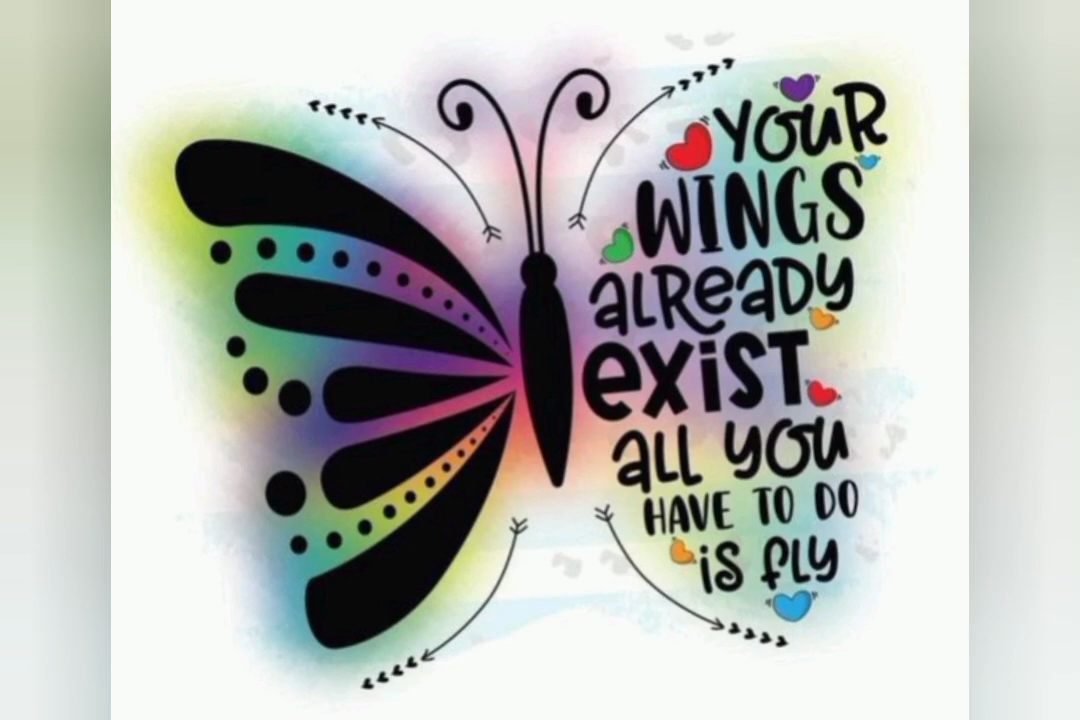 YOUR
WINGS
aLReaDy
exiST
aLL you
HAVE TO DO
iS fLy